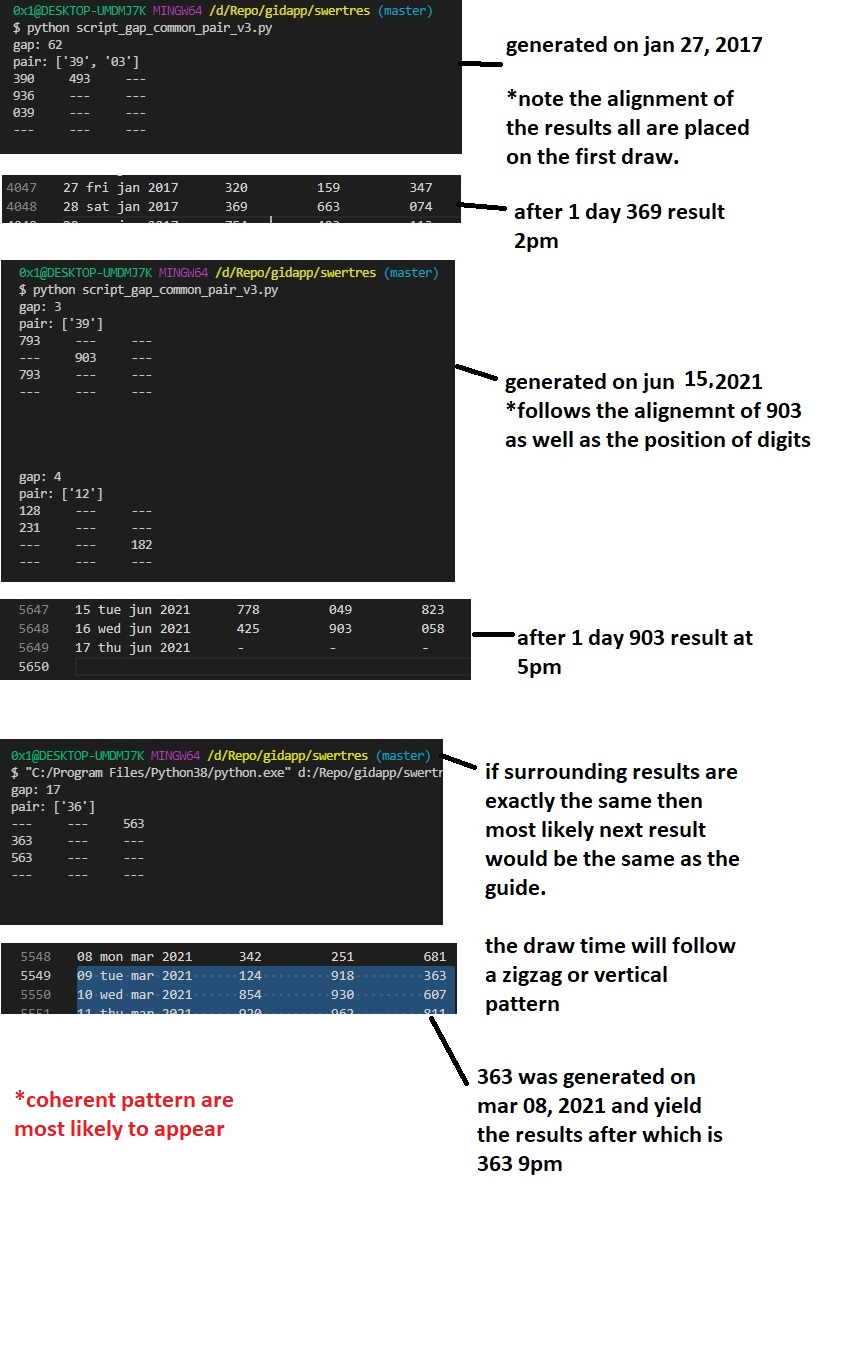 0x1@DESKTOP-UMDMJ7K MINGW64 /d/Repo/gidapp/swertres (master)
$ python script_gap_common_pair_v3.py
gap: 62
pair: ['39', '03']
390 493 ---
936 --- ---
039 --- ---
--- --- ---
generated on jan 27, 2017
*note the alignment of
the results all are placed
on the first draw.
4047 27 fri jan 2017 320 159 347
4048 28 sat jan 2017 369 663 074
after 1 day 369 result
2pm
0x1@DESKTOP-UMDMJ7K MINGW64 /d/Repo/gidapp/swertres (master)
$ python script_gap_common_pair_v3.py
gap: 3
pair: ['39']
793 --- ---
--- 903 ---
793 --- ---
--- --- ---
generated on jun 15,2021
*follows the alignemnt of 903
as well as the position of digits
gap: 4
pair: ['12']
128 --- ---
231 --- ---
--- --- 182
--- --- ---
5647 15 tue jun 2021 778 049 823
5648 16 wed jun 2021 425 903 058
5649 17 thu jun 2021 - - -
5650
after 1 day 903 result at
5pm
0x1@DESKTOP-UMDMJ7K MINGW64 /d/Repo/gidapp/swertres (master)
$ "C:/Program Files/Python38/python.exe" d:/Repo/gidapp/swertr
gap: 17
pair: ['36']
--- --- 563
363 --- ---
563 --- ---
--- --- ---
if surrounding results are
exactly the same then
most likely next result
would be the same as the
guide.
the draw time will follow
a zigzag or vertical
pattern
5548 08 mon mar 2021 342 251 681
5549 09 tue mar 2021 124 918 363
5550 10 wed mar 2021 854 930 607
5551 11 thu mar 2021 920 962 811
363 was generated on
mar 08, 2021 and yield
the results after which is
363 9pm
*coherent pattern are
most likely to appear